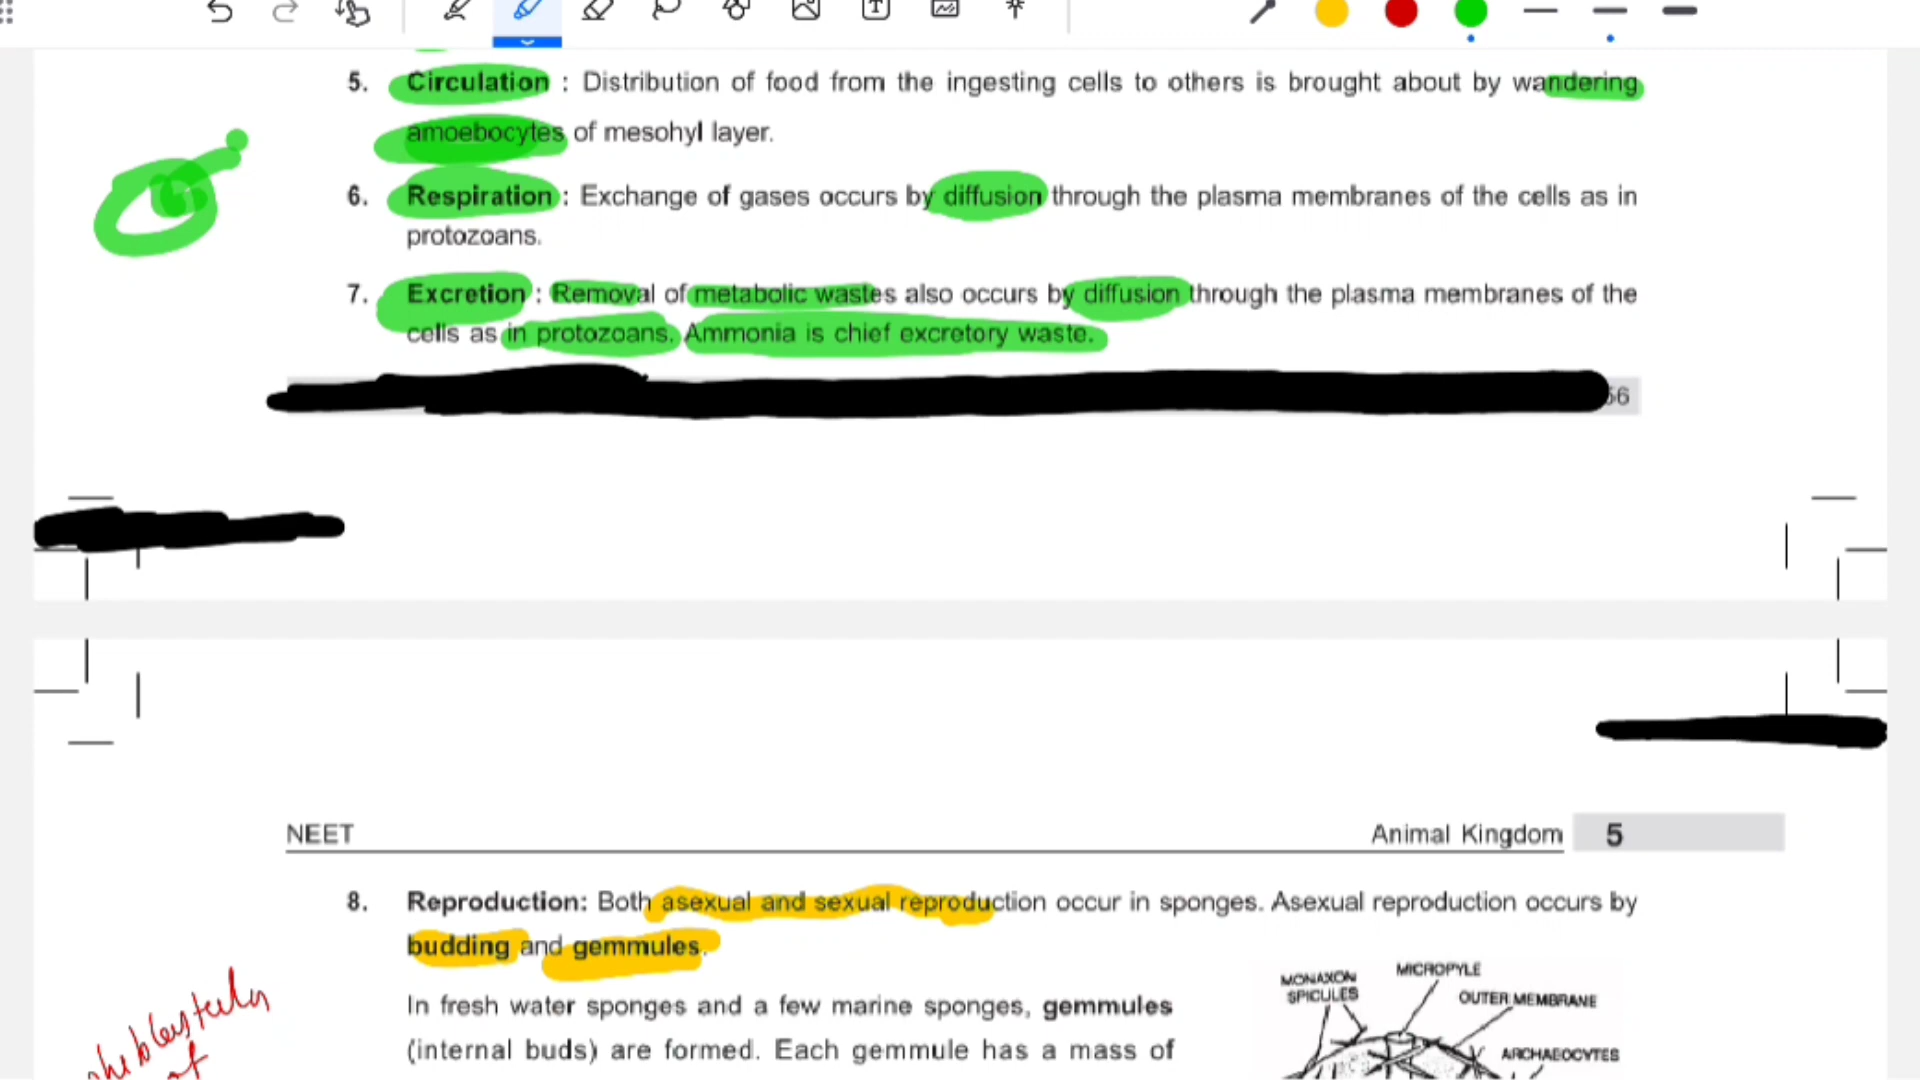 5. Circulation : Distribution of food from the ingesting cells to others is brought about by wandering
amoebocytes of mesohyl layer.
6. Respiration : Exchange of gases occurs by diffusion through the plasma membranes of the cells as in
protozoans.
7. Excretion : Removal of metabolic wastes also occurs by diffusion through the plasma membranes of the
cells as in protozoans. Ammonia is chief excretory waste.
NEET Animal Kingdom 5
8. Reproduction: Both asexual and sexual reproduction occur in sponges. Asexual reproduction occurs by
budding and gemmules.
In fresh water sponges and a few marine sponges, gemmules
(internal buds) are formed. Each gemmule has a mass of
MONAXON
SPICULES
MICROPYLE
OUTER MEMBRANE
ARCHAEOCYTES